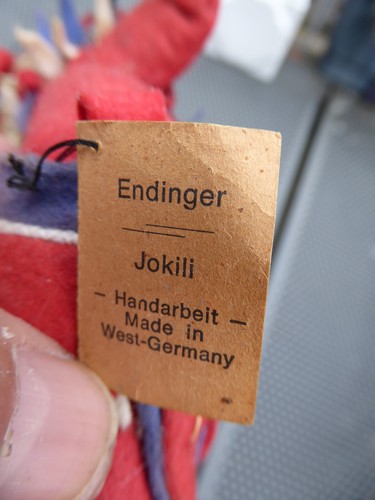 Endinger
Jokili
- Handarbeit -
Made in
West-Germany